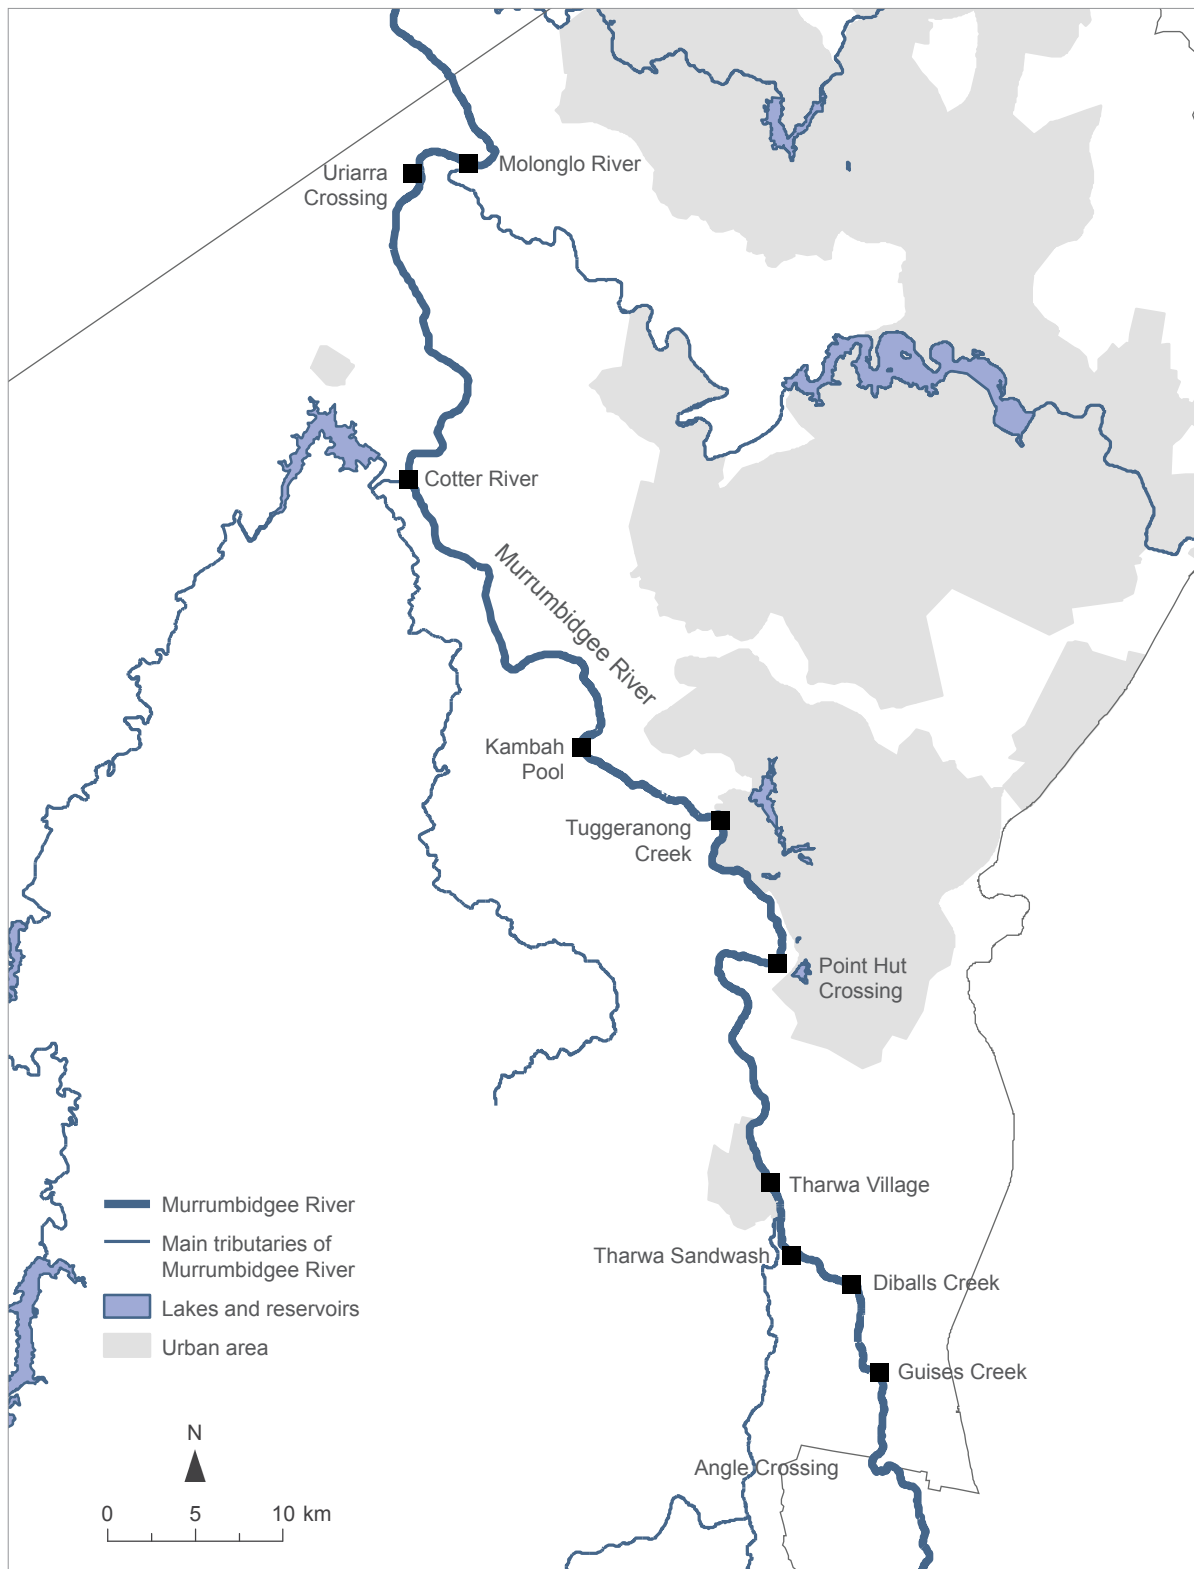 Molonglo River
Uriarra
Crossing
Cotter River
Murrumbidgee River
Kambah
Pool
Tuggeranong
Creek
Point Hut
Crossing
Tharwa Village
Tharwa Sandwash
Diballs Creek
Guises Creek
Angle Crossing
Murrumbidgee River
Main tributaries of
Murrumbidgee River
Lakes and reservoirs
Urban area
N
0 5 10 km